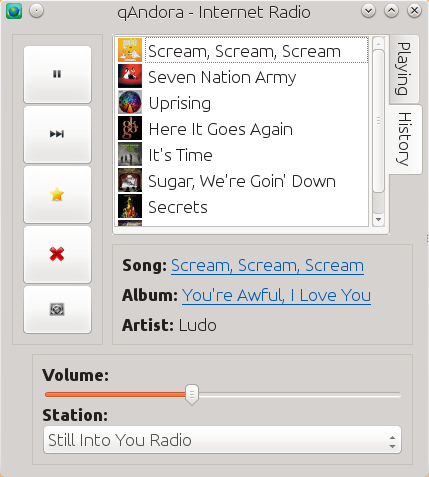 qAndora - Internet Radio
Scream, Scream, Scream
Seven Nation Army
Uprising
Here It Goes Again
It's Time
Sugar, We're Goin' Down
Secrets
Playing
History
Song: Scream, Scream, Scream
Album: You're Awful, I Love You
Artist: Ludo
Volume:
Station:
Still Into You Radio